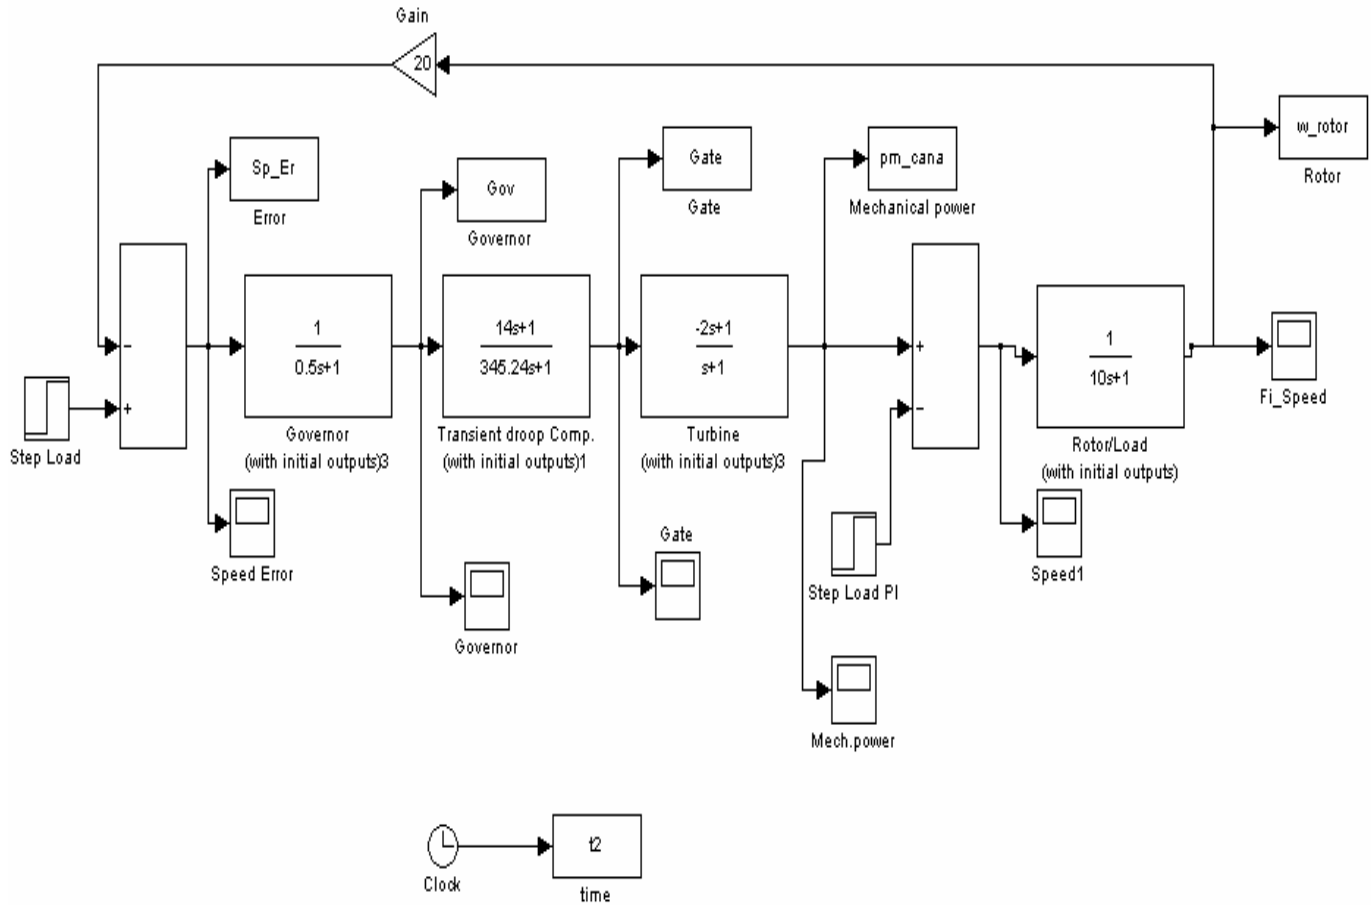 Gain
20
w_rotor
Rotor
Sp_Er
Error
Gov
Governor
Gate
Gate
pm_cana
Mechanical power
−
+
Step Load
1
0.5s+1
Governor
(with initial outputs)3
14s+1
345.24s+1
Transient droop Comp.
(with initial outputs)1
-2s+1
s+1
Turbine
(with initial outputs)3
+
−
1
10s+1
Rotor/Load
(with initial outputs)
Fi_Speed
Speed Error
Governor
Gate
Step Load PI
Speed1
Mech.power
Clock
t2
time